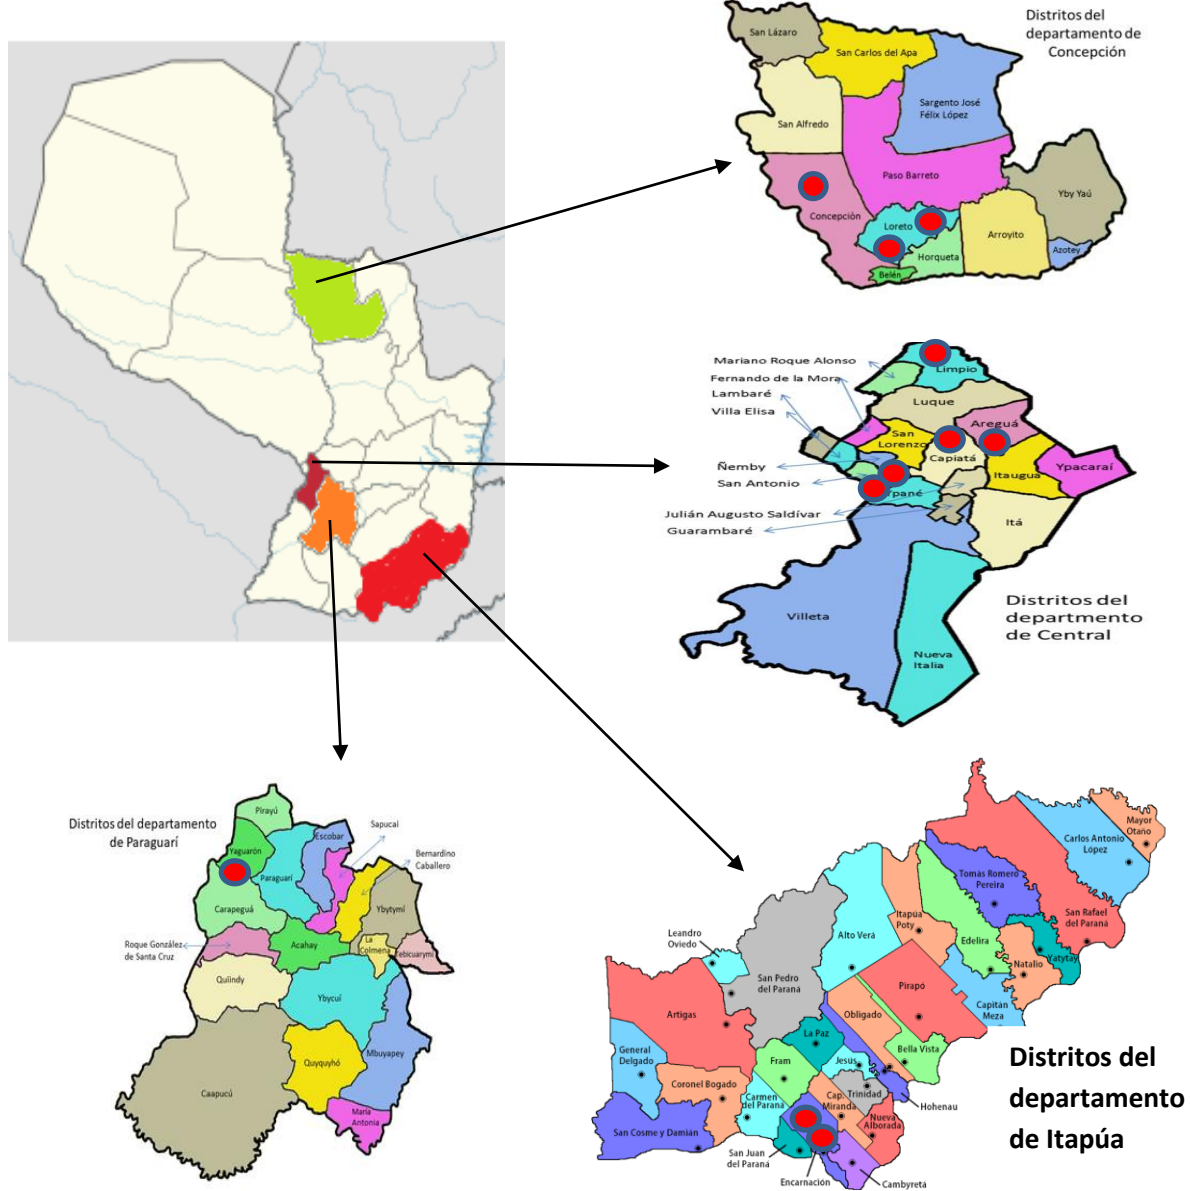 Distritos del
departamento de
Concepción
San Lázaro
San Carlos del Apa
Sargento José
Félix López
San Alfredo
Paso Barreto
Yby Yaú
Concepción
Loreto
Arroyito
Horqueta
Azotey
Belén
Mariano Roque Alonso
Limpio
Fernando de la Mora
Lambaré
Villa Elisa
Luque
Areguá
San
Lorenzo
Capiatá
Itaugua
Ypacaraí
Ñemby
San Antonio
Julián Augusto Saldívar
Guarambaré
Itá
Villeta
Nueva
Italia
Distritos del
departmento
de Central
Distritos del departamento
de Paraguarí
Pirayú
Yaguarón
Escobar
Sapucai
Bernardino
Caballero
Paraguarí
Carapeguá
Ybytymí
Roque González
de Santa Cruz
Acahay
La
Colmena
Tebicuarymí
Quiindy
Ybycuí
Mbuyapey
Quyquyhó
Caapucú
María
Antonia
Mayor
Otaño
Carlos Antonio
López
Tomas Romero
Pereira
San Rafael
del Paraná
Itapúa
Poty
Edelira
Yatytay
Natalio
Leandro
Oviedo
Alto Verá
San Pedro
del Paraná
Pirapó
Capitán
Meza
Artigas
Obligado
La Paz
Bella Vista
General
Delgado
Fram
Jesús
Coronel Bogado
Carmen
del Paraná
Cap.
Miranda
Trinidad
Hohenau
Nueva
Alborada
San Cosme y Damián
San Juan
del Paraná
Encarnación
Cambyretá
Distritos del
departamento
de Itapúa